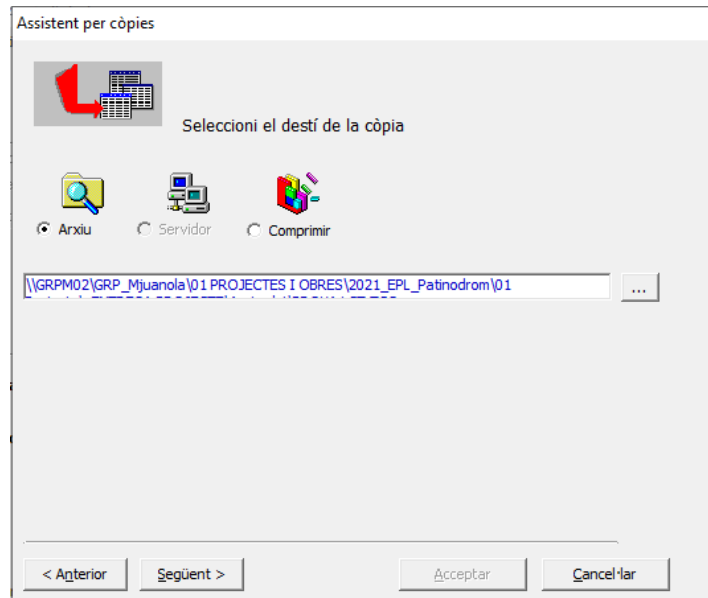 Assistent per còpies
Seleccioni el destí de la còpia
Arxiu Servidor Comprimir
\\GRPM02\GRP_Mjuanola\01 PROJECTES I OBRES\2021_EPL_Patinodrom\01
...
< Anterior Següent > Acceptar Cancel·lar